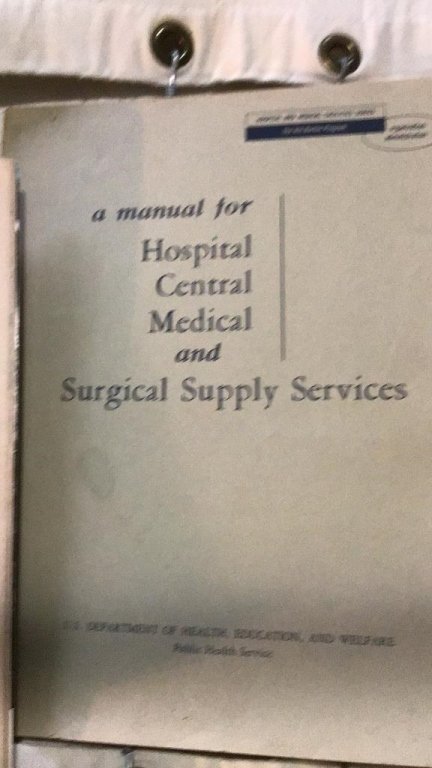 a manual for
Hospital
Central
Medical
and
Surgical Supply Services
U.S. DEPARTMENT OF HEALTH, EDUCATION, AND WELFARE
Public Health Service